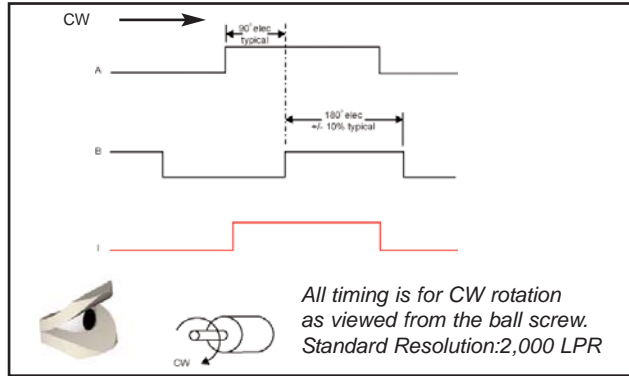 CW
90° elec
typical
A
180° elec
+/- 10% typical
B
I
All timing is for CW rotation
as viewed from the ball screw.
Standard Resolution:2,000 LPR
CW